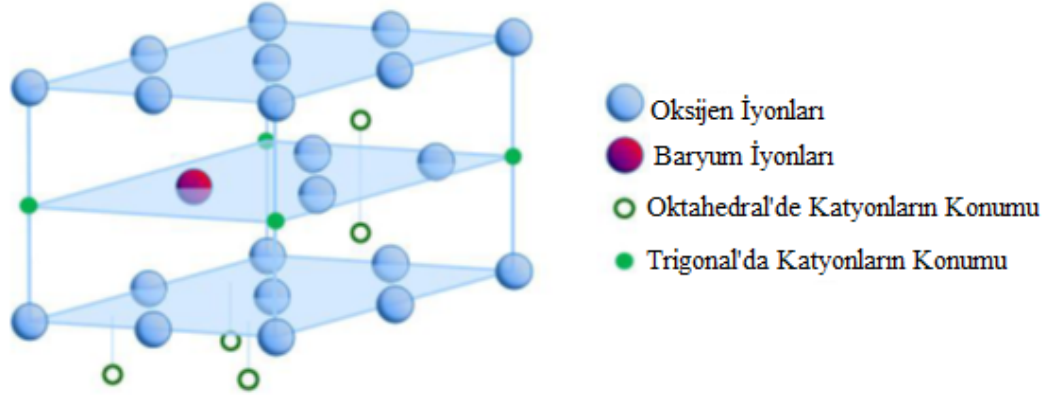 Oksijen İyonları
Baryum İyonları
Oktahedral'de Katyonların Konumu
Trigonal'da Katyonların Konumu